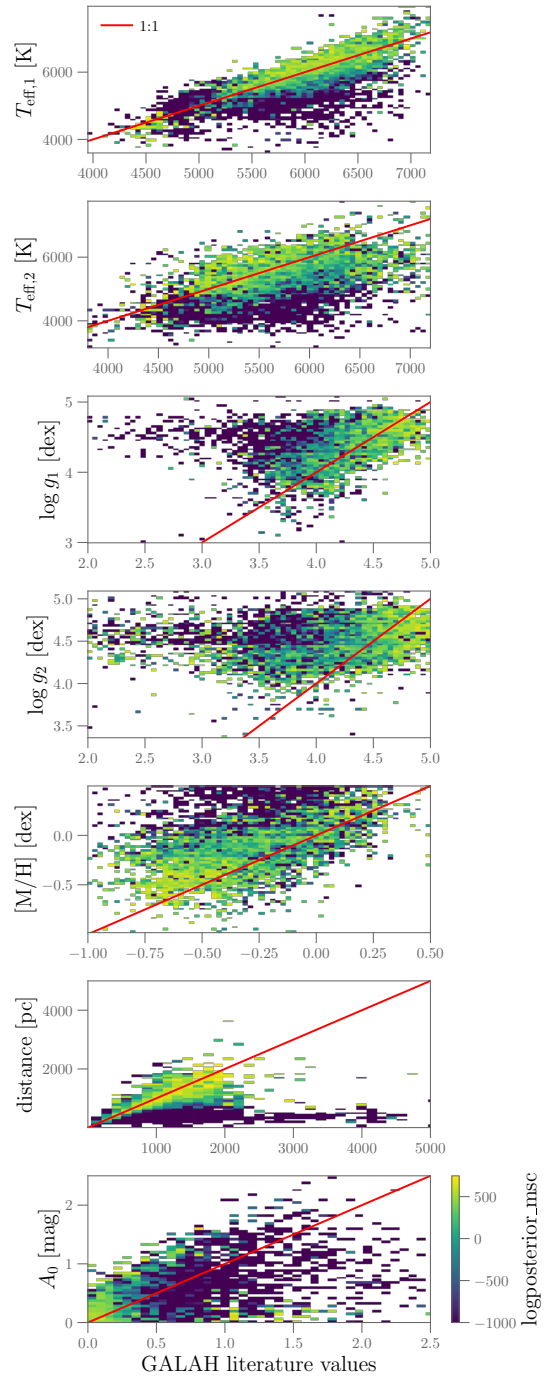 1:1
T_eff,1 [K]
6000
4000
4000 4500 5000 5500 6000 6500 7000
T_eff,2 [K]
6000
4000
4000 4500 5000 5500 6000 6500 7000
log g_1 [dex]
5
4
3
2.0 2.5 3.0 3.5 4.0 4.5 5.0
log g_2 [dex]
5.0
4.5
4.0
3.5
2.0 2.5 3.0 3.5 4.0 4.5 5.0
[M/H] [dex]
0.0
−0.5
−1.00 −0.75 −0.50 −0.25 0.00 0.25 0.50
distance [pc]
4000
2000
1000 2000 3000 4000 5000
A_0 [mag]
2
1
0
0.0 0.5 1.0 1.5 2.0 2.5
GALAH literature values
500
0
−500
−1000
logposterior_msc